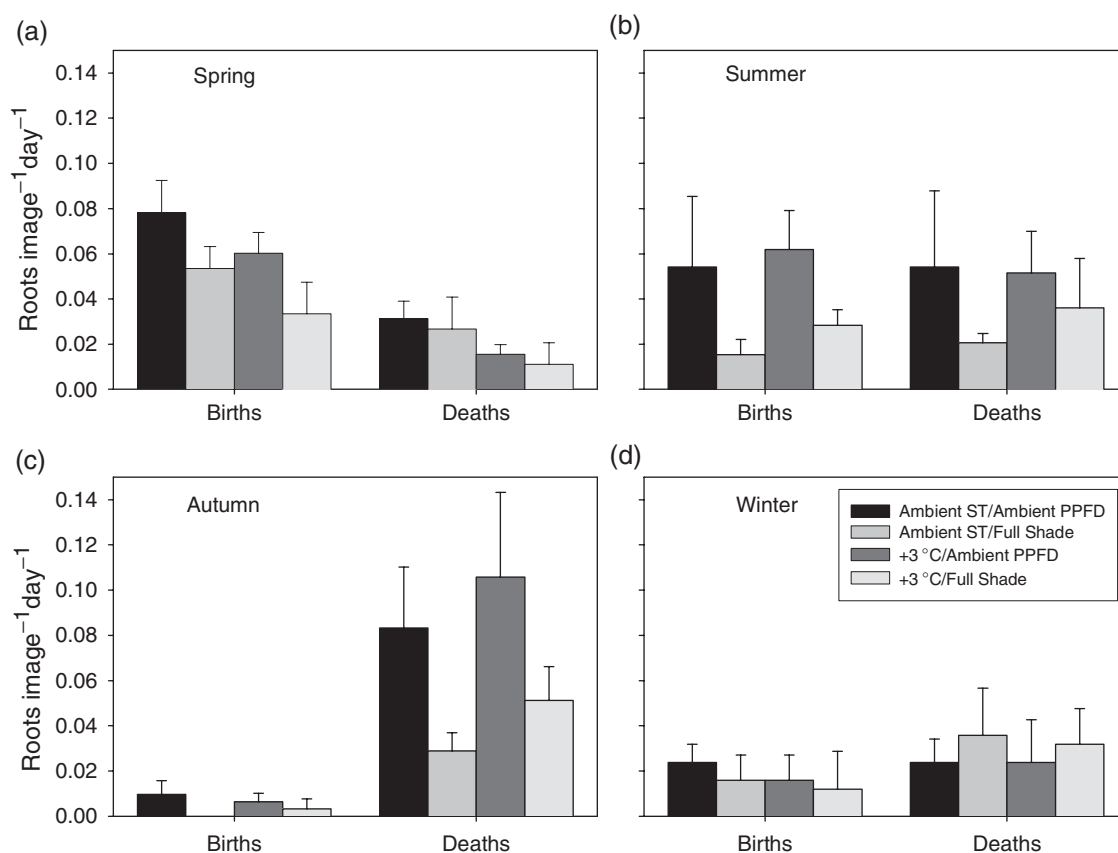 (a)
Spring
Roots image⁻¹day⁻¹
0.14
0.12
0.10
0.08
0.06
0.04
0.02
0.00
Births Deaths
(b)
Summer
Births Deaths
(c)
Autumn
Roots image⁻¹day⁻¹
0.14
0.12
0.10
0.08
0.06
0.04
0.02
0.00
Births Deaths
(d)
Winter
Ambient ST/Ambient PPFD
Ambient ST/Full Shade
+3 °C/Ambient PPFD
+3 °C/Full Shade
Births Deaths